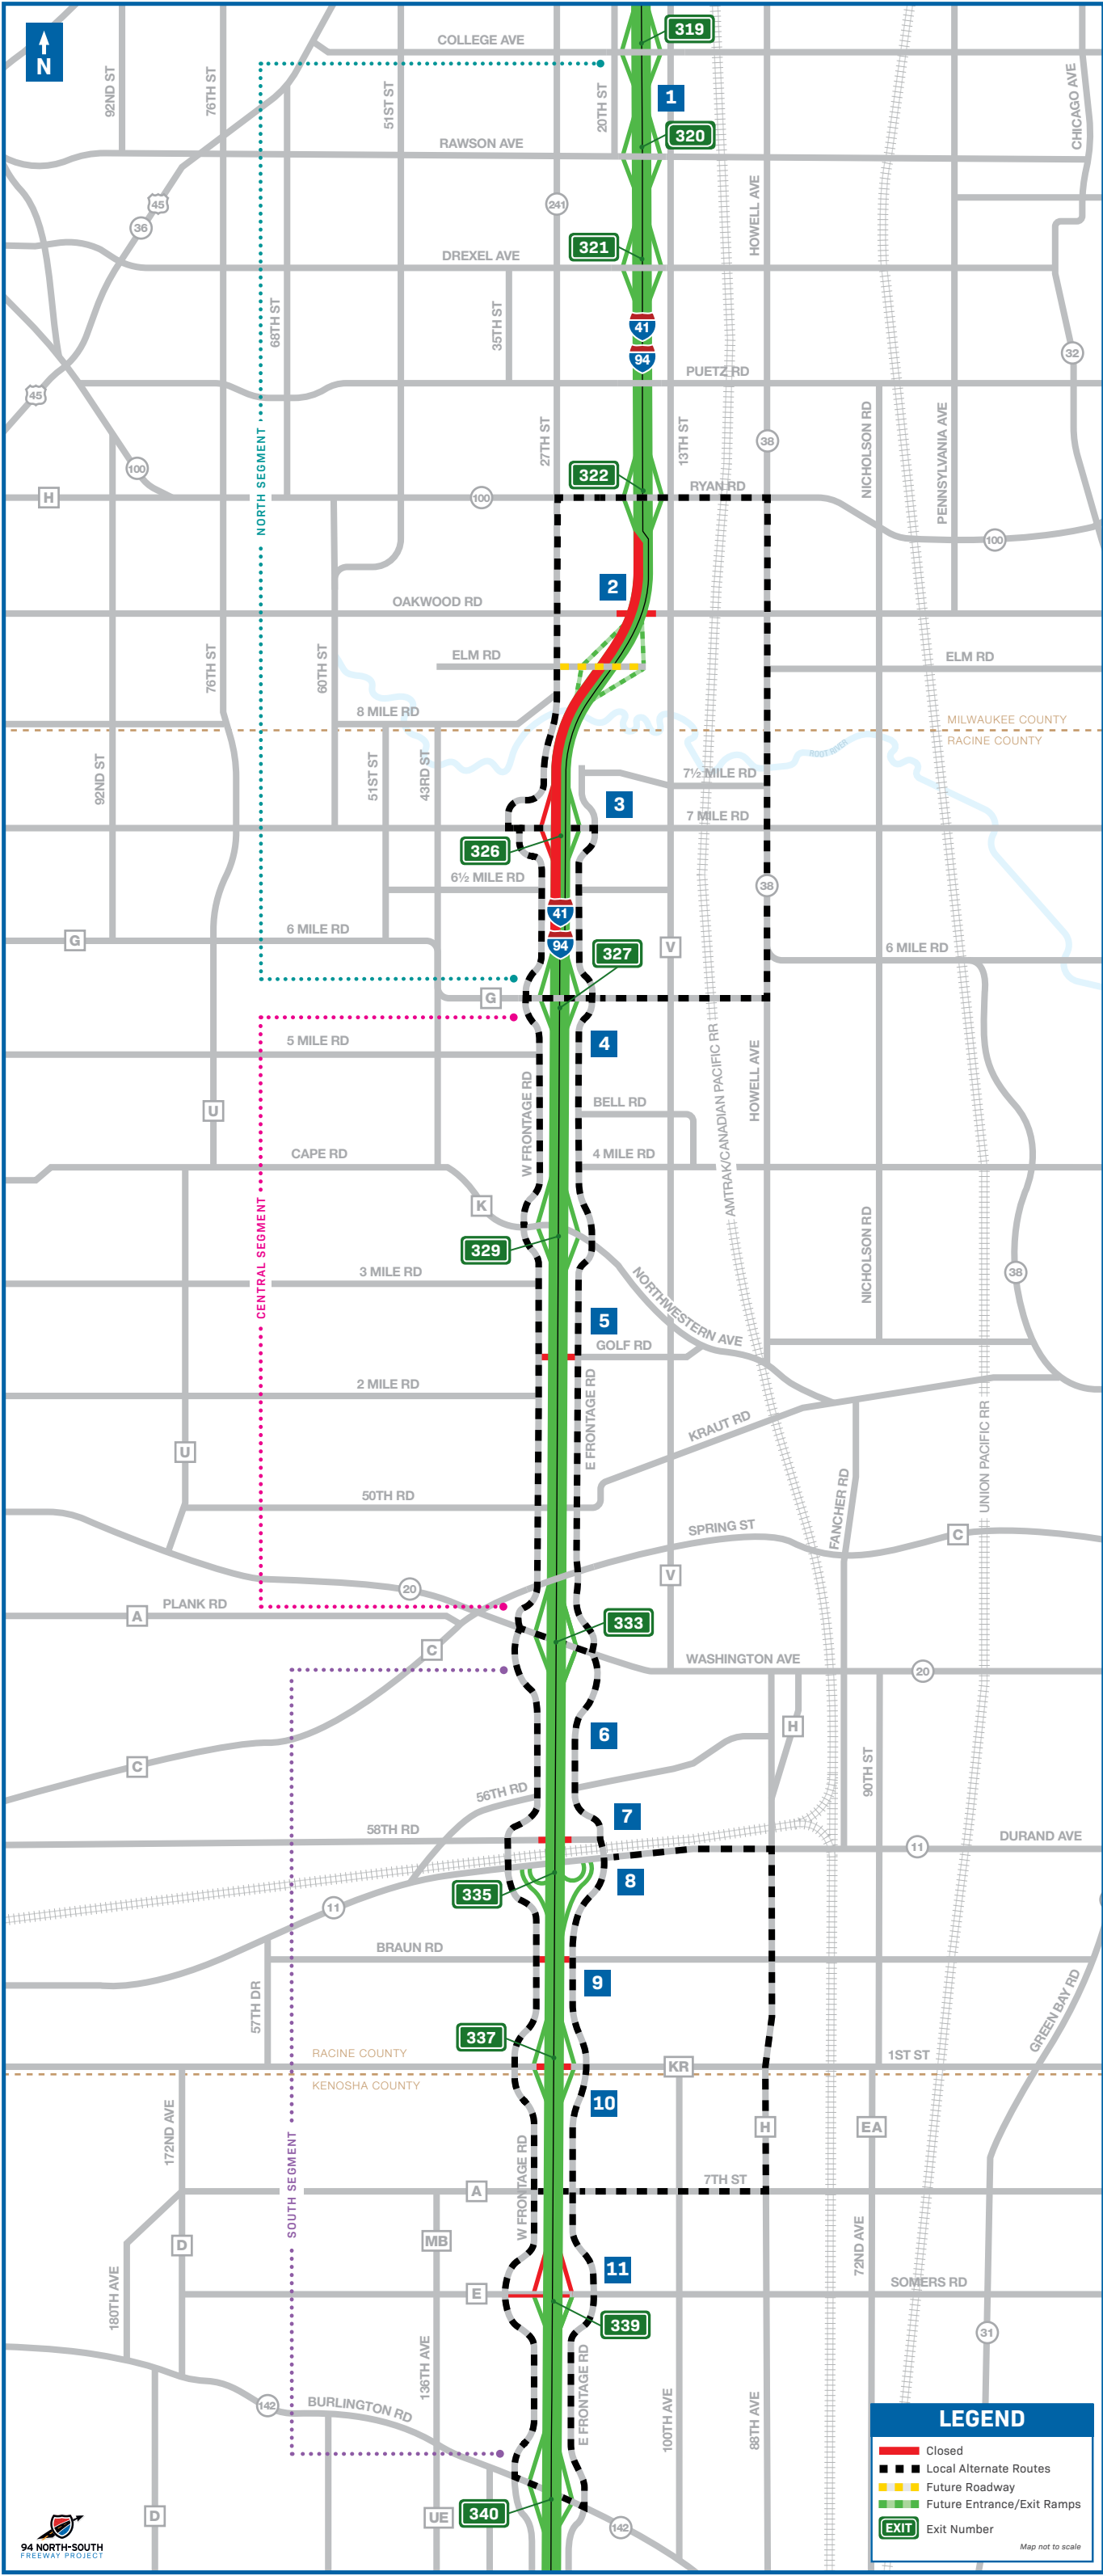 N
COLLEGE AVE
319
92ND ST
76TH ST
51ST ST
20TH ST
1
CHICAGO AVE
320
RAWSON AVE
45
36
241
HOWELL AVE
321
DREXEL AVE
68TH ST
35TH ST
41
94
32
PUETZ RD
45
27TH ST
13TH ST
38
NICHOLSON RD
PENNSYLVANIA AVE
NORTH SEGMENT
100
322
RYAN RD
H
100
100
2
OAKWOOD RD
76TH ST
60TH ST
ELM RD
ELM RD
8 MILE RD
MILWAUKEE COUNTY
RACINE COUNTY
ROOT RIVER
92ND ST
51ST ST
43RD ST
7½ MILE RD
3
7 MILE RD
326
6½ MILE RD
38
41
94
G
6 MILE RD
327
V
6 MILE RD
G
4
5 MILE RD
W FRONTAGE RD
AMTRAK/CANADIAN PACIFIC RR
HOWELL AVE
U
BELL RD
CAPE RD
4 MILE RD
CENTRAL SEGMENT
K
329
NICHOLSON RD
3 MILE RD
38
NORTHWESTERN AVE
5
GOLF RD
2 MILE RD
E FRONTAGE RD
KRAUT RD
U
UNION PACIFIC RR
50TH RD
FANCHER RD
SPRING ST
C
20
V
PLANK RD
A
333
C
WASHINGTON AVE
20
6
H
C
56TH RD
90TH ST
7
58TH RD
DURAND AVE
11
8
335
11
BRAUN RD
9
57TH DR
GREEN BAY RD
337
RACINE COUNTY
KENOSHA COUNTY
KR
1ST ST
10
172ND AVE
H
EA
SOUTH SEGMENT
W FRONTAGE RD
7TH ST
A
D
MB
72ND AVE
11
180TH AVE
E
SOMERS RD
339
31
136TH AVE
E FRONTAGE RD
100TH AVE
88TH AVE
142
BURLINGTON RD
340
D
UE
142
94 NORTH-SOUTH
FREEWAY PROJECT
LEGEND
Closed
Local Alternate Routes
Future Roadway
Future Entrance/Exit Ramps
EXIT Exit Number
Map not to scale